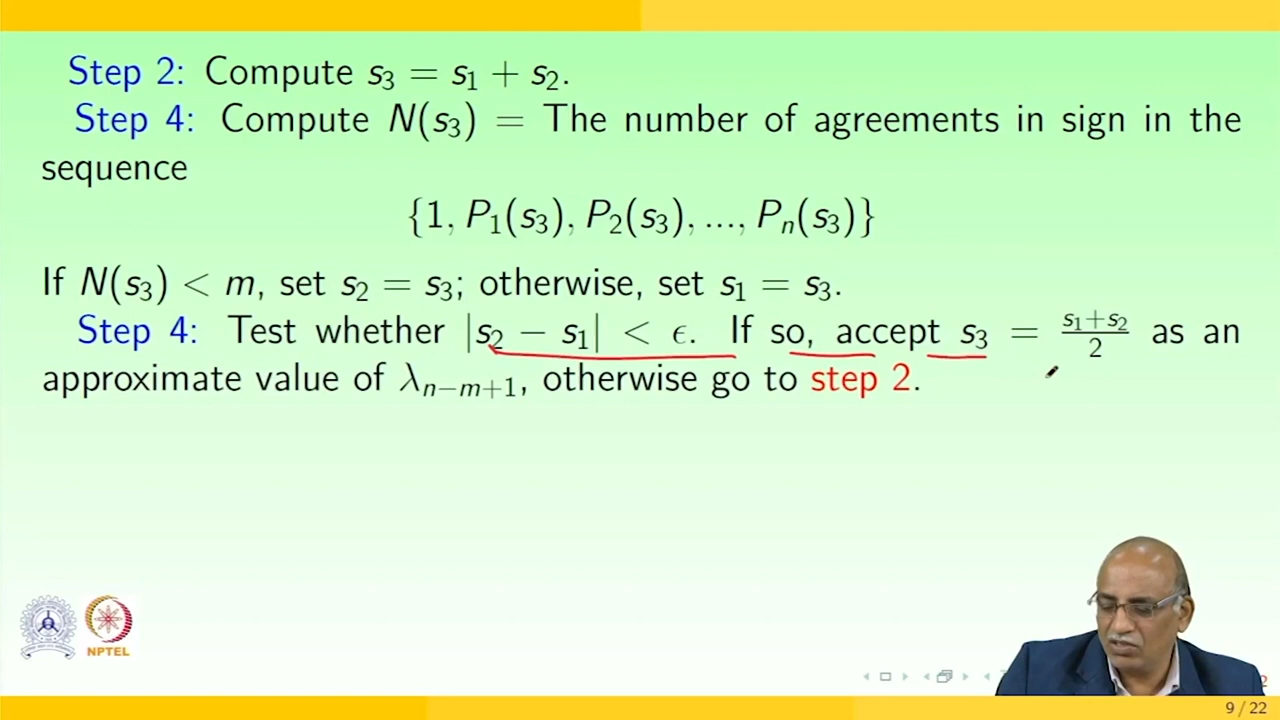 Step 2: Compute s₃ = s₁ + s₂.
Step 4: Compute N(s₃) = The number of agreements in sign in the
sequence
{1, P₁(s₃), P₂(s₃), ..., Pₙ(s₃)}
If N(s₃) < m, set s₂ = s₃; otherwise, set s₁ = s₃.
Step 4: Test whether |s₂ − s₁| < ϵ. If so, accept s₃ = (s₁+s₂)/2 as an
approximate value of λₙ₋ₘ₊₁, otherwise go to step 2.
NPTEL
9 / 22